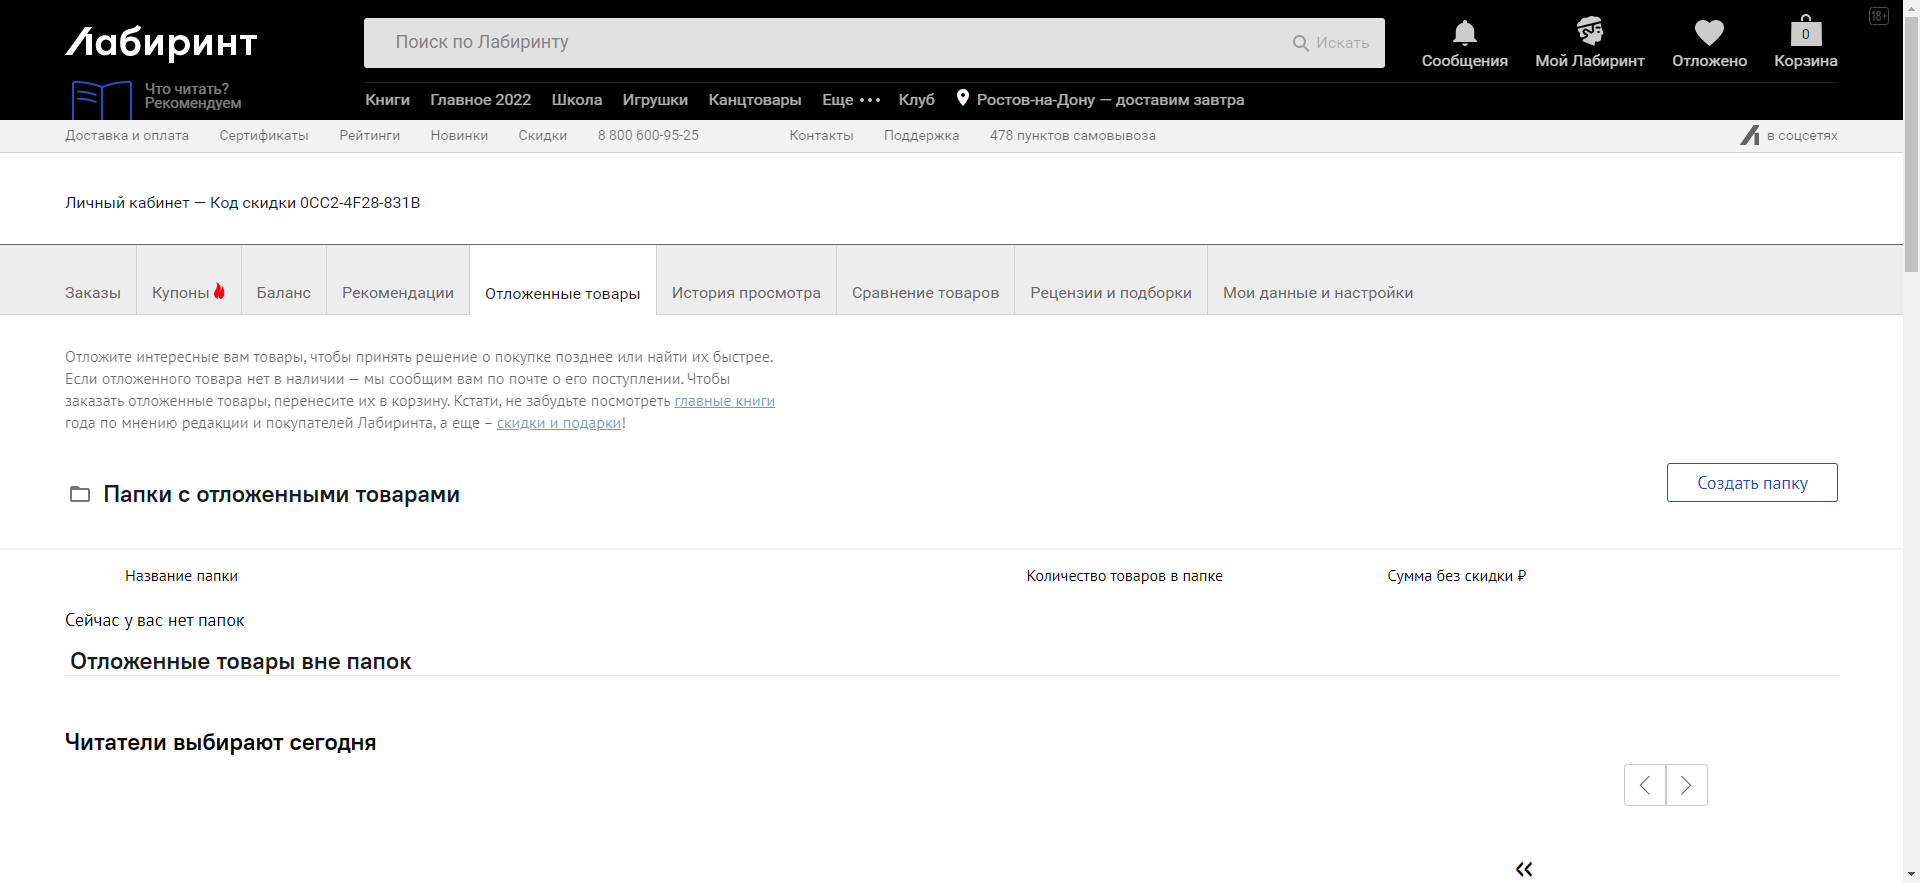 Лабиринт
Поиск по Лабиринту
Искать
Сообщения
Мой Лабиринт
Отложено
0
Корзина
18+
Что читать?
Рекомендуем
Книги Главное 2022 Школа Игрушки Канцтовары Еще ••• Клуб Ростов-на-Дону — доставим завтра
Доставка и оплата Сертификаты Рейтинги Новинки Скидки 8 800 600-95-25 Контакты Поддержка 478 пунктов самовывоза в соцсетях
Личный кабинет — Код скидки 0CC2-4F28-831B
Заказы Купоны Баланс Рекомендации Отложенные товары История просмотра Сравнение товаров Рецензии и подборки Мои данные и настройки
Отложите интересные вам товары, чтобы принять решение о покупке позднее или найти их быстрее.
Если отложенного товара нет в наличии — мы сообщим вам по почте о его поступлении. Чтобы
заказать отложенные товары, перенесите их в корзину. Кстати, не забудьте посмотреть главные книги
года по мнению редакции и покупателей Лабиринта, а еще – скидки и подарки!
Папки с отложенными товарами
Создать папку
Название папки Количество товаров в папке Сумма без скидки ₽
Сейчас у вас нет папок
Отложенные товары вне папок
Читатели выбирают сегодня
«